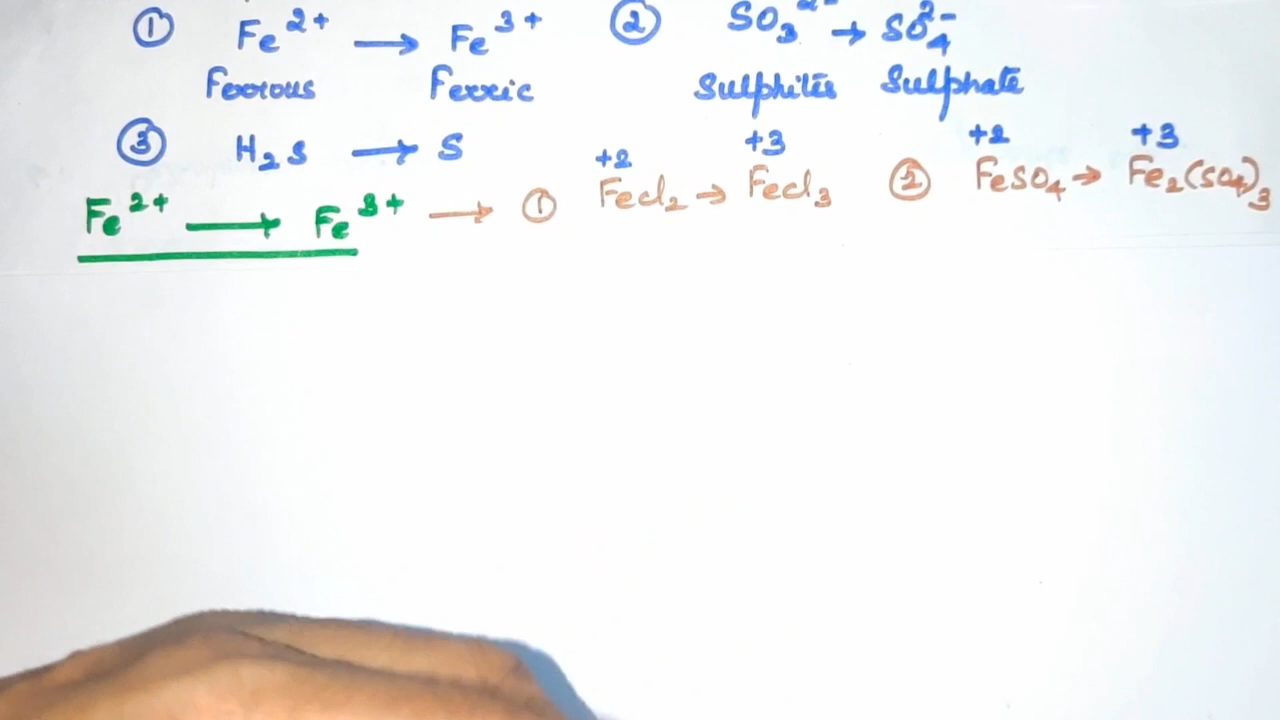 ① Fe²⁺ → Fe³⁺ ② SO₃²⁻ → SO₄²⁻
Ferrous Ferric Sulphites Sulphate
③ H₂S → S
+2 +3 +2 +3
Fe²⁺ → Fe³⁺ → ① FeCl₂ → FeCl₃ ② FeSO₄ → Fe₂(SO₄)₃